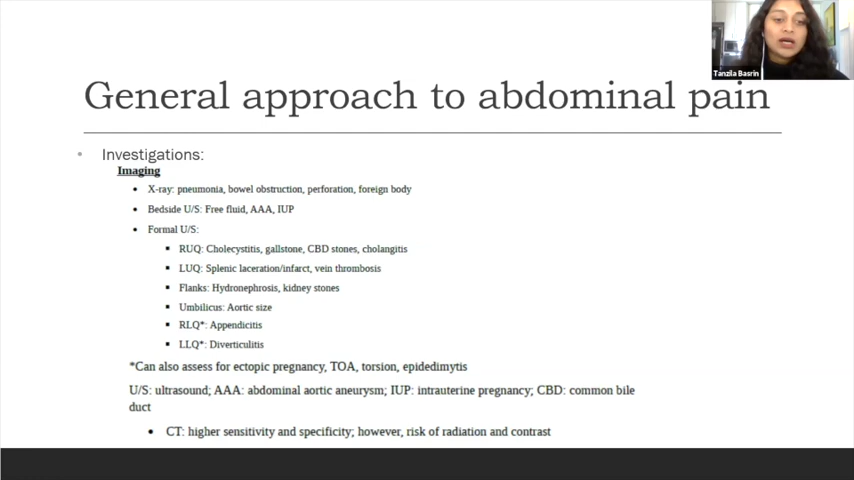 Tanzila Basrin
General approach to abdominal pain
• Investigations:
Imaging
• X-ray: pneumonia, bowel obstruction, perforation, foreign body
• Bedside U/S: Free fluid, AAA, IUP
• Formal U/S:
▪ RUQ: Cholecystitis, gallstone, CBD stones, cholangitis
▪ LUQ: Splenic laceration/infarct, vein thrombosis
▪ Flanks: Hydronephrosis, kidney stones
▪ Umbilicus: Aortic size
▪ RLQ*: Appendicitis
▪ LLQ*: Diverticulitis
*Can also assess for ectopic pregnancy, TOA, torsion, epidedimytis
U/S: ultrasound; AAA: abdominal aortic aneurysm; IUP: intrauterine pregnancy; CBD: common bile
duct
• CT: higher sensitivity and specificity; however, risk of radiation and contrast